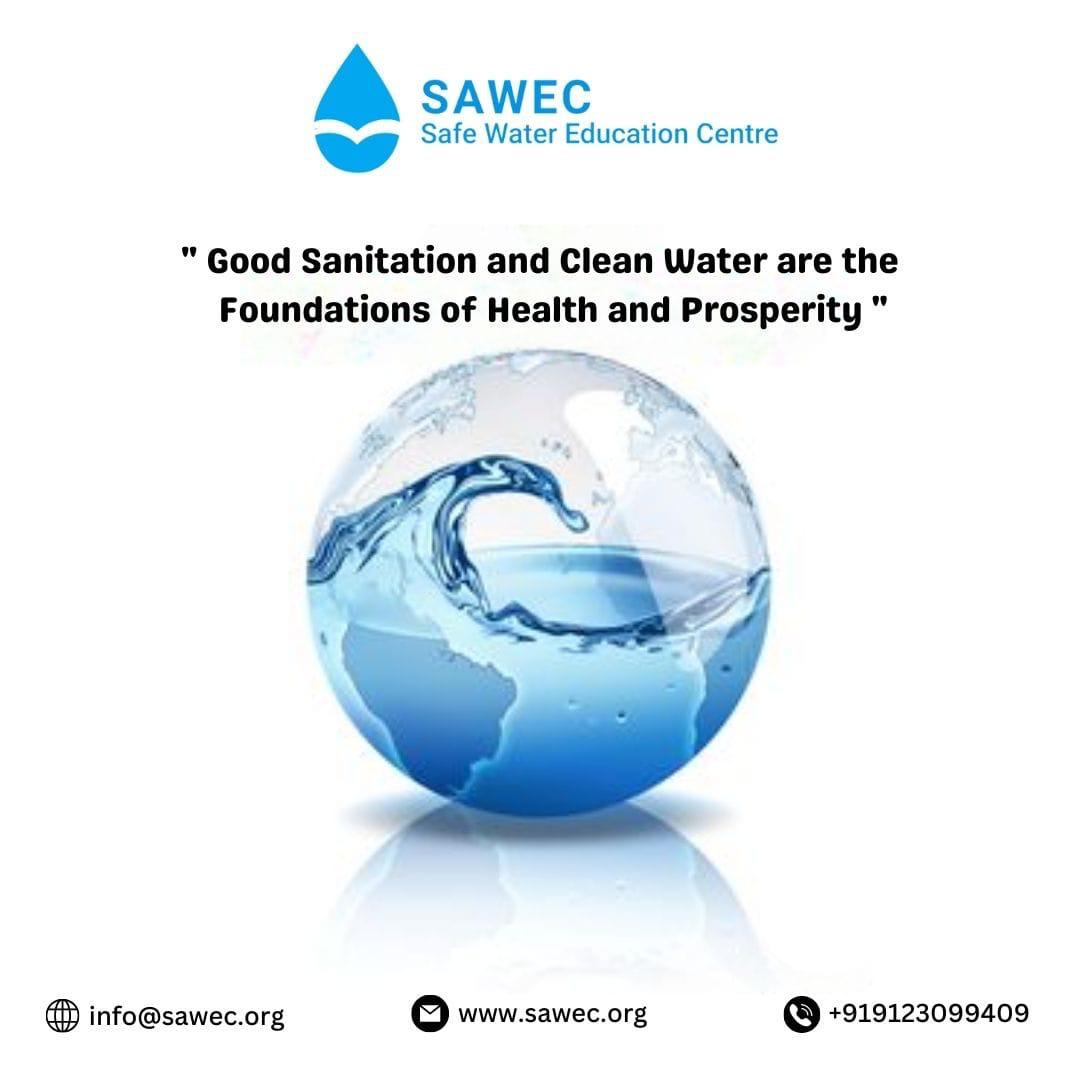 SAWEC
Safe Water Education Centre
" Good Sanitation and Clean Water are the
Foundations of Health and Prosperity "
info@sawec.org
www.sawec.org
+919123099409